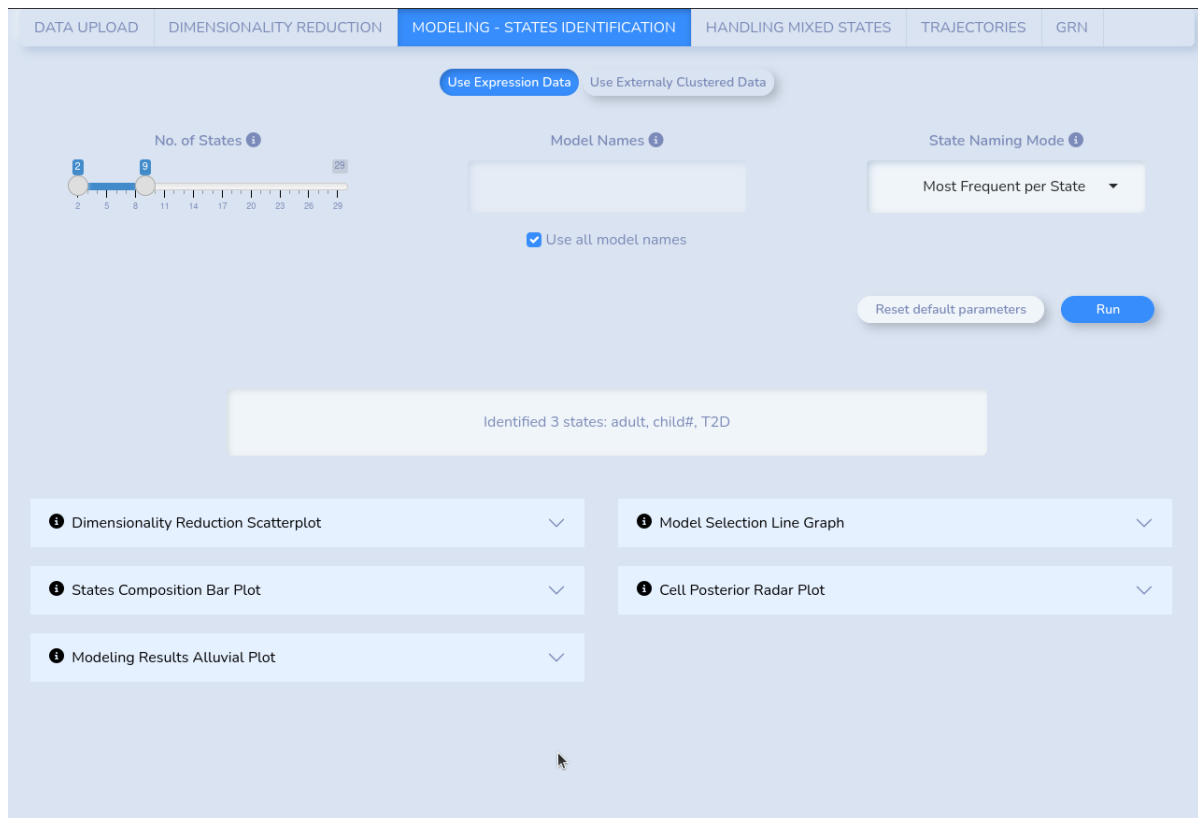 DATA UPLOAD DIMENSIONALITY REDUCTION MODELING - STATES IDENTIFICATION HANDLING MIXED STATES TRAJECTORIES GRN
Use Expression Data Use Externaly Clustered Data
No. of States Model Names State Naming Mode
2 9 29
2 5 8 11 14 17 20 23 26 29
Most Frequent per State
Use all model names
Reset default parameters Run
Identified 3 states: adult, child#, T2D
Dimensionality Reduction Scatterplot Model Selection Line Graph
States Composition Bar Plot Cell Posterior Radar Plot
Modeling Results Alluvial Plot